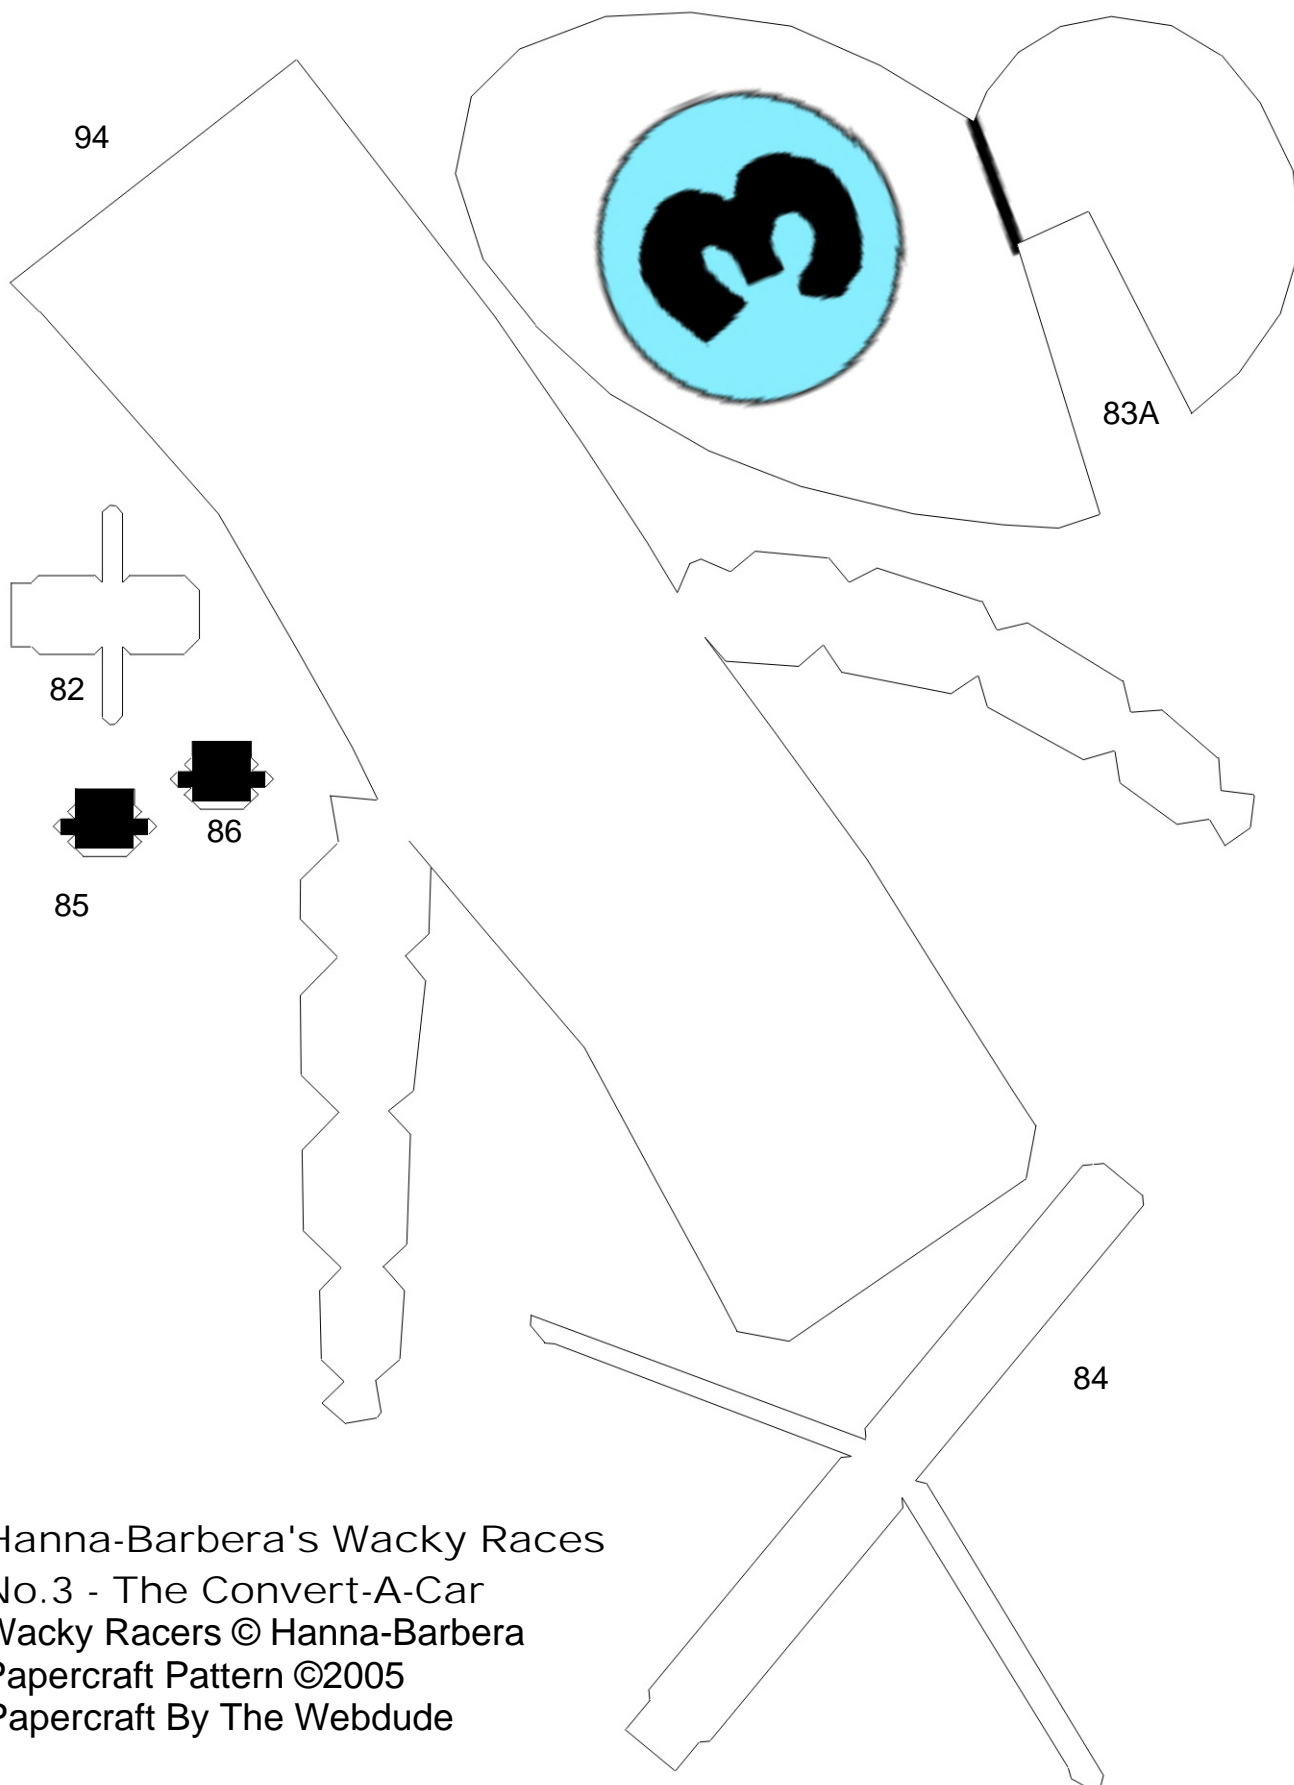 94
3
83A
82
86
85
84
Hanna-Barbera's Wacky Races
No.3 - The Convert-A-Car
Wacky Racers © Hanna-Barbera
Papercraft Pattern ©2005
Papercraft By The Webdude